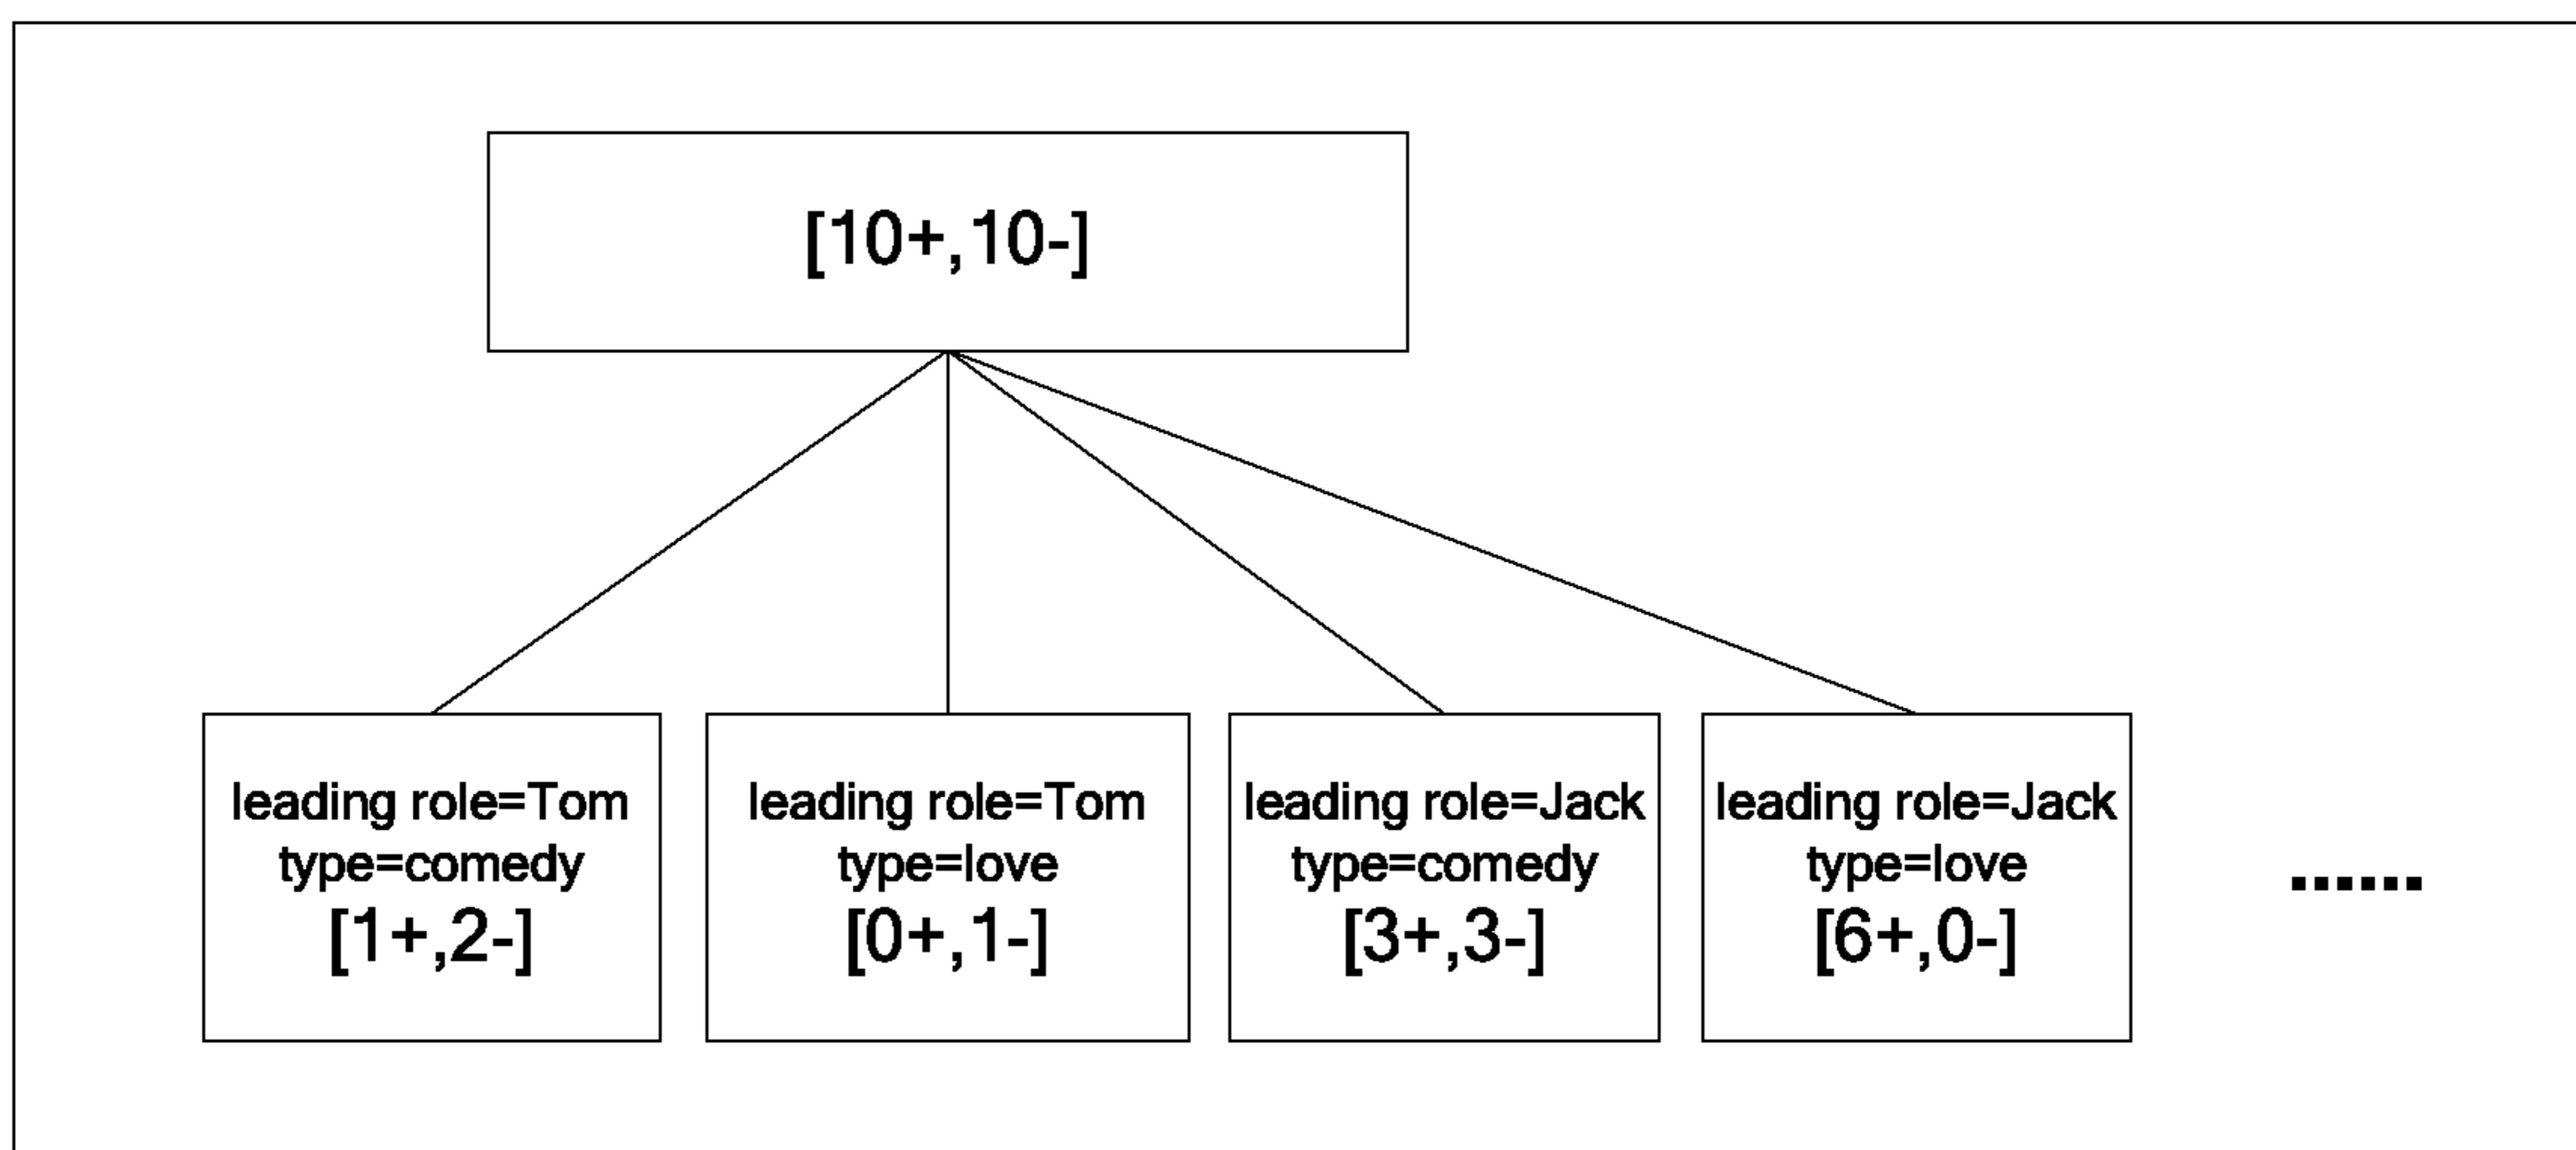 [10+,10-]
leading role=Tom
type=comedy
[1+,2-]
leading role=Tom
type=love
[0+,1-]
leading role=Jack
type=comedy
[3+,3-]
leading role=Jack
type=love
[6+,0-]
......